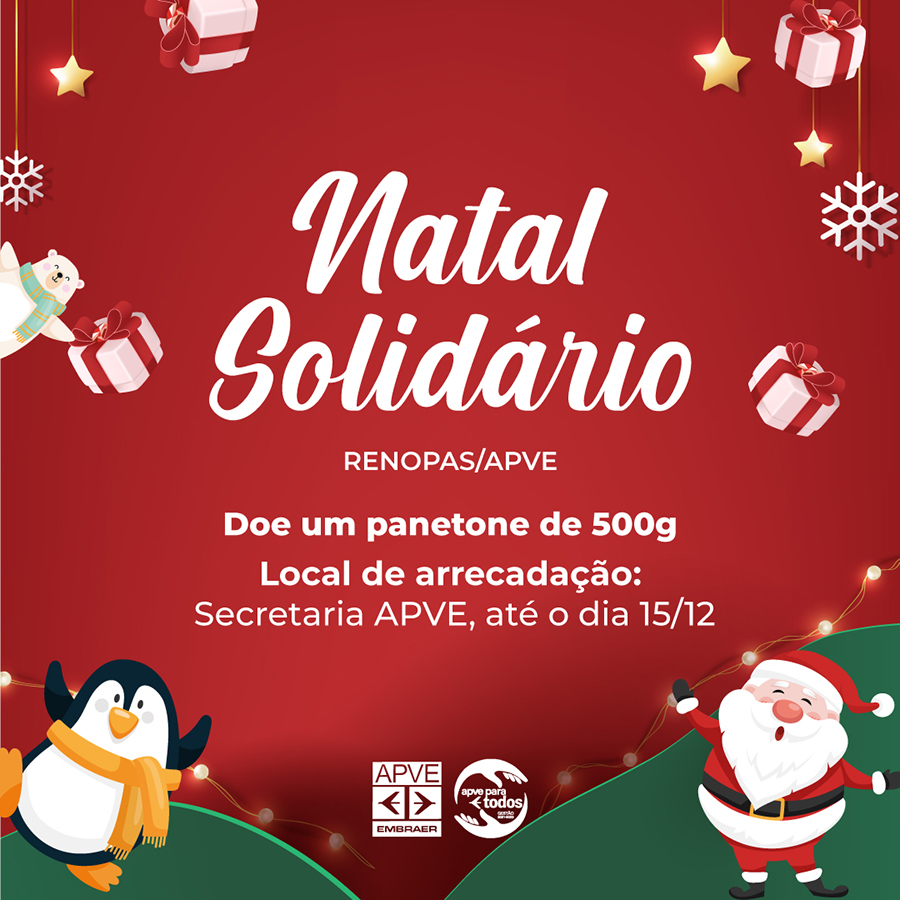 Natal
Solidário
RENOPAS/APVE
Doe um panetone de 500g
Local de arrecadação:
Secretaria APVE, até o dia 15/12
APVE
EMBRAER
apve para
todos